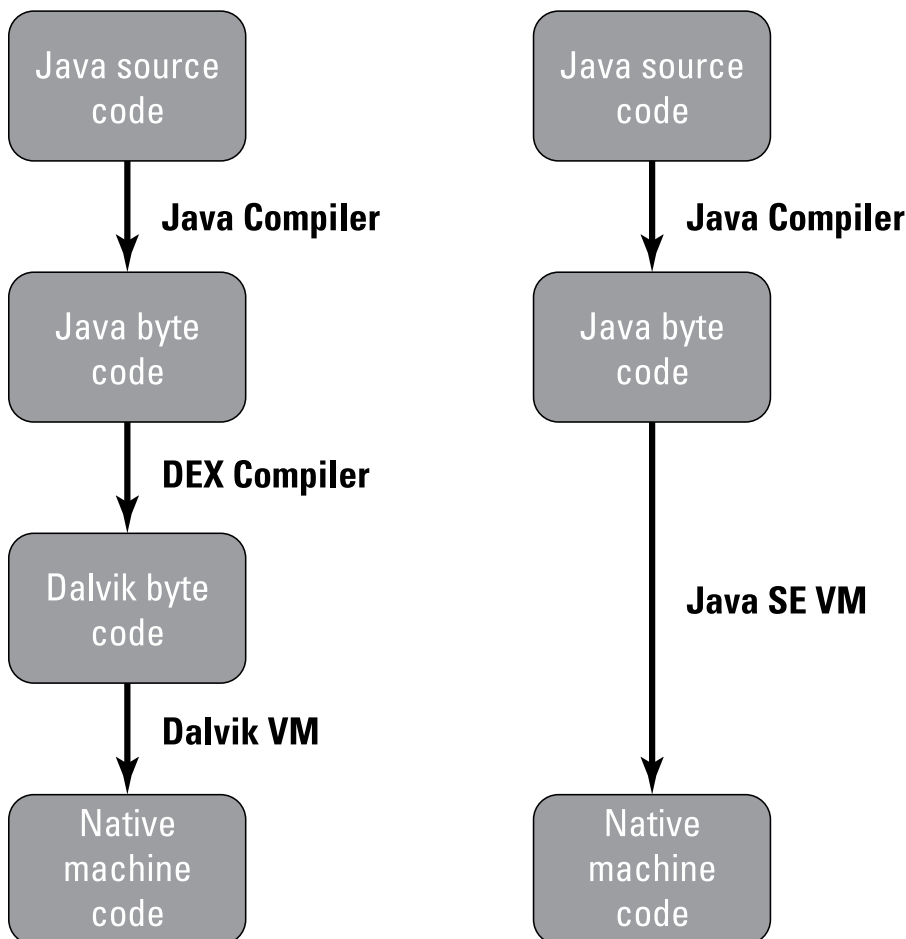 Java source
code
Java Compiler
Java byte
code
DEX Compiler
Dalvik byte
code
Dalvik VM
Native
machine
code
Java source
code
Java Compiler
Java byte
code
Java SE VM
Native
machine
code